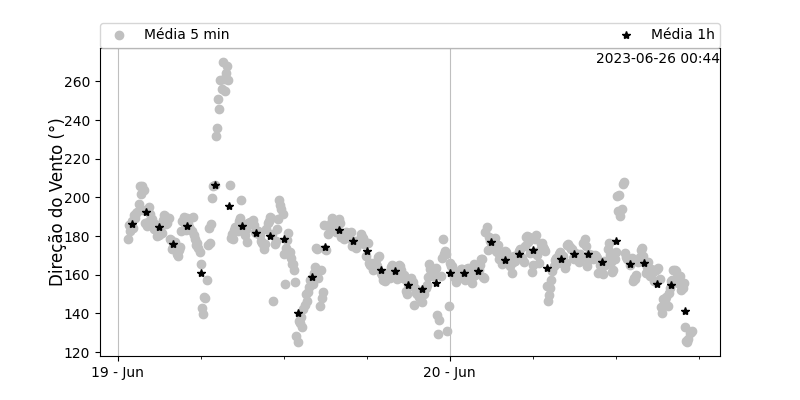 Média 5 min
Média 1h
2023-06-26 00:44
Direção do Vento (°)
260
240
220
200
180
160
140
120
19 - Jun
20 - Jun